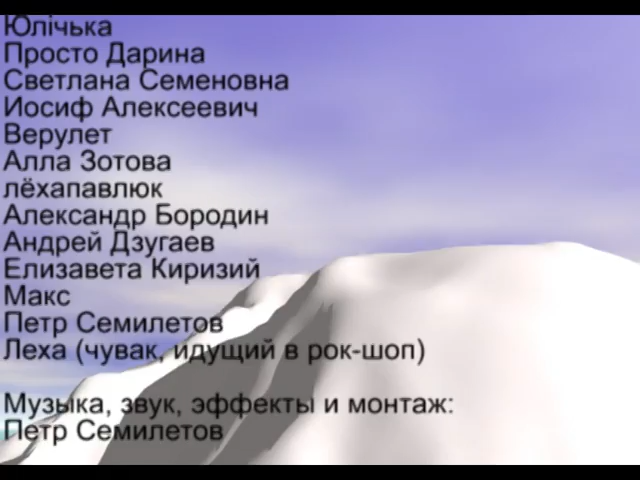 Юлічька
Просто Дарина
Светлана Семеновна
Иосиф Алексеевич
Верулет
Алла Зотова
лёхапавлюк
Александр Бородин
Андрей Дзугаев
Елизавета Киризий
Макс
Петр Семилетов
Леха (чувак, идущий в рок-шоп)
Музыка, звук, эффекты и монтаж:
Петр Семилетов